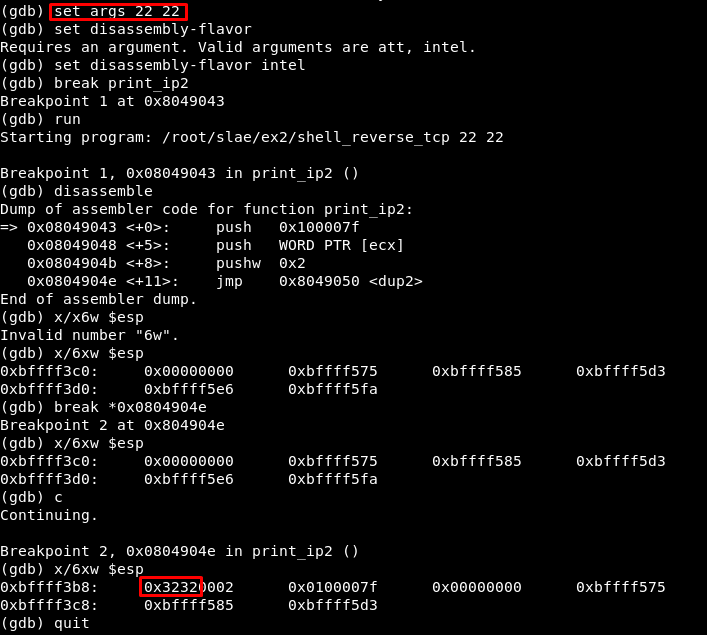 (gdb) set args 22 22
(gdb) set disassembly-flavor
Requires an argument. Valid arguments are att, intel.
(gdb) set disassembly-flavor intel
(gdb) break print_ip2
Breakpoint 1 at 0x8049043
(gdb) run
Starting program: /root/slae/ex2/shell_reverse_tcp 22 22

Breakpoint 1, 0x08049043 in print_ip2 ()
(gdb) disassemble
Dump of assembler code for function print_ip2:
=> 0x08049043 <+0>:     push   0x100007f
   0x08049048 <+5>:     push   WORD PTR [ecx]
   0x0804904b <+8>:     pushw  0x2
   0x0804904e <+11>:    jmp    0x8049050 <dup2>
End of assembler dump.
(gdb) x/x6w $esp
Invalid number "6w".
(gdb) x/6xw $esp
0xbffff3c0:     0x00000000      0xbffff575      0xbffff585      0xbffff5d3
0xbffff3d0:     0xbffff5e6      0xbffff5fa
(gdb) break *0x0804904e
Breakpoint 2 at 0x804904e
(gdb) x/6xw $esp
0xbffff3c0:     0x00000000      0xbffff575      0xbffff585      0xbffff5d3
0xbffff3d0:     0xbffff5e6      0xbffff5fa
(gdb) c
Continuing.

Breakpoint 2, 0x0804904e in print_ip2 ()
(gdb) x/6xw $esp
0xbffff3b8:     0x32320002      0x0100007f      0x00000000      0xbffff575
0xbffff3c8:     0xbffff585      0xbffff5d3
(gdb) quit